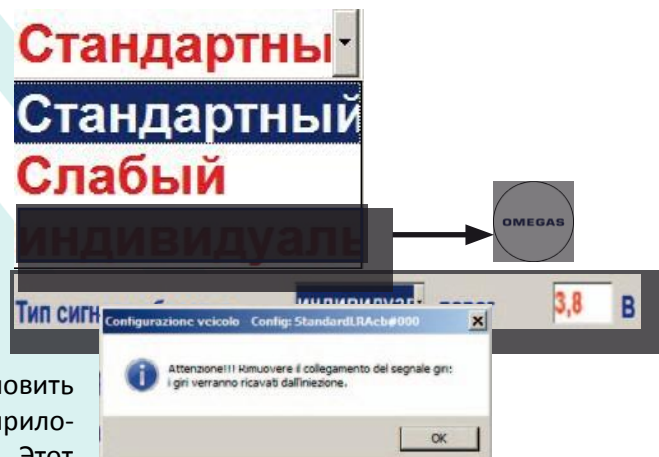 Стандартны
Стандартный
Слабый
индивидуаль
OMEGAS
Тип сигн
3,8 В
Configurazione veicolo Config: StandardLRAcb#000
Attenzione!!! Rimuovere il collegamento del segnale giri:
i giri verranno ricavati dall'iniezione.
OK
новить
рило-
Этот